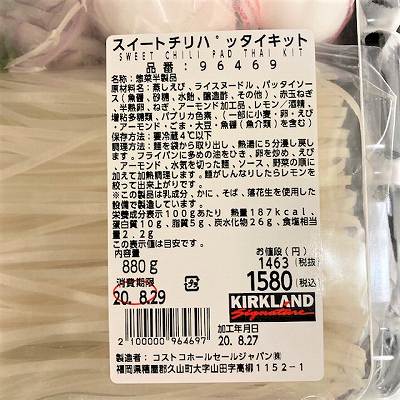 スイートチリパッタイキット
SWEET CHILI PAD THAI KIT
品番: 96469
名称:惣菜半製品
原材料名:蒸しえび、ライスヌードル、パッタイソー
ス(魚醤、砂糖、水飴、醸造酢、その他)、赤玉ねぎ
、半熟卵、ねぎ、アーモンド加工品、レモン/酒精、
増粘多糖類、パプリカ色素、(一部に小麦・卵・えび
・アーモンド・ごま・大豆・魚醤(魚介類)を含む)
保存方法:要冷蔵4℃以下
調理方法:麺を袋から取り出し、熱湯に5分浸し戻し
ます。フライパンに多めの油をひき、卵を炒め、えび
、アーモンド、水気を切った麺、ソース、野菜の順に
加えて加熱調理します。麺がしんなりしたらレモンを
絞って出来上がりです。
※この製品は乳成分、かに、そば、落花生を使用した
設備で製造しています。
栄養成分表示100gあたり 熱量187kcal、
蛋白質10g、脂質5g、炭水化物26g、食塩相当
量2.2g
この表示値は目安です。
内容量 お値段(円)
880g 1463(税抜)
消費期限 1580(税込)
20. 8.29
KIRKLAND
Signature
加工年月日
20. 8.27
2 100000 964697
製造者: コストコホールセールジャパン㈱
福岡県糟屋郡久山町大字山田字高柳1152-1